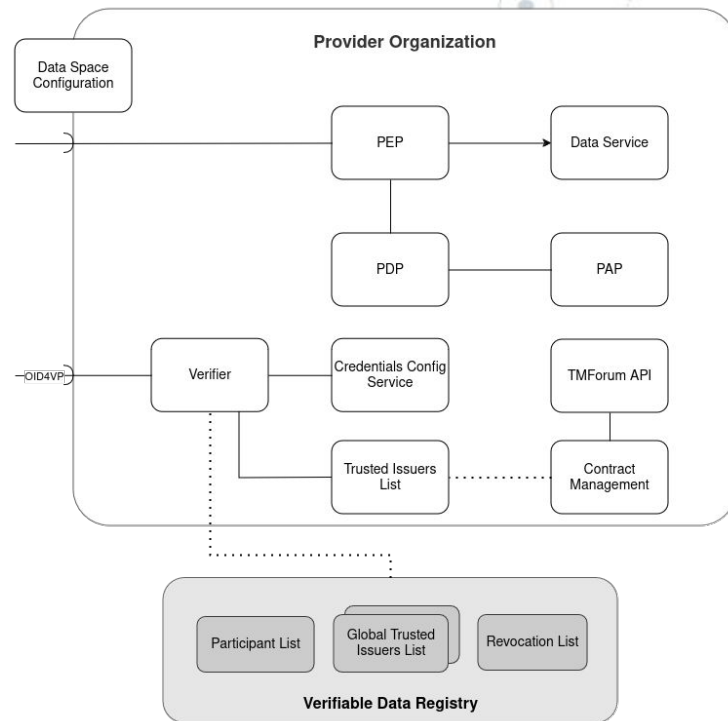 Provider Organization
Data Space
Configuration
PEP
Data Service
PDP
PAP
OID4VP
Verifier
Credentials Config
Service
TMForum API
Trusted Issuers
List
Contract
Management
Participant List
Global Trusted
Issuers List
Revocation List
Verifiable Data Registry